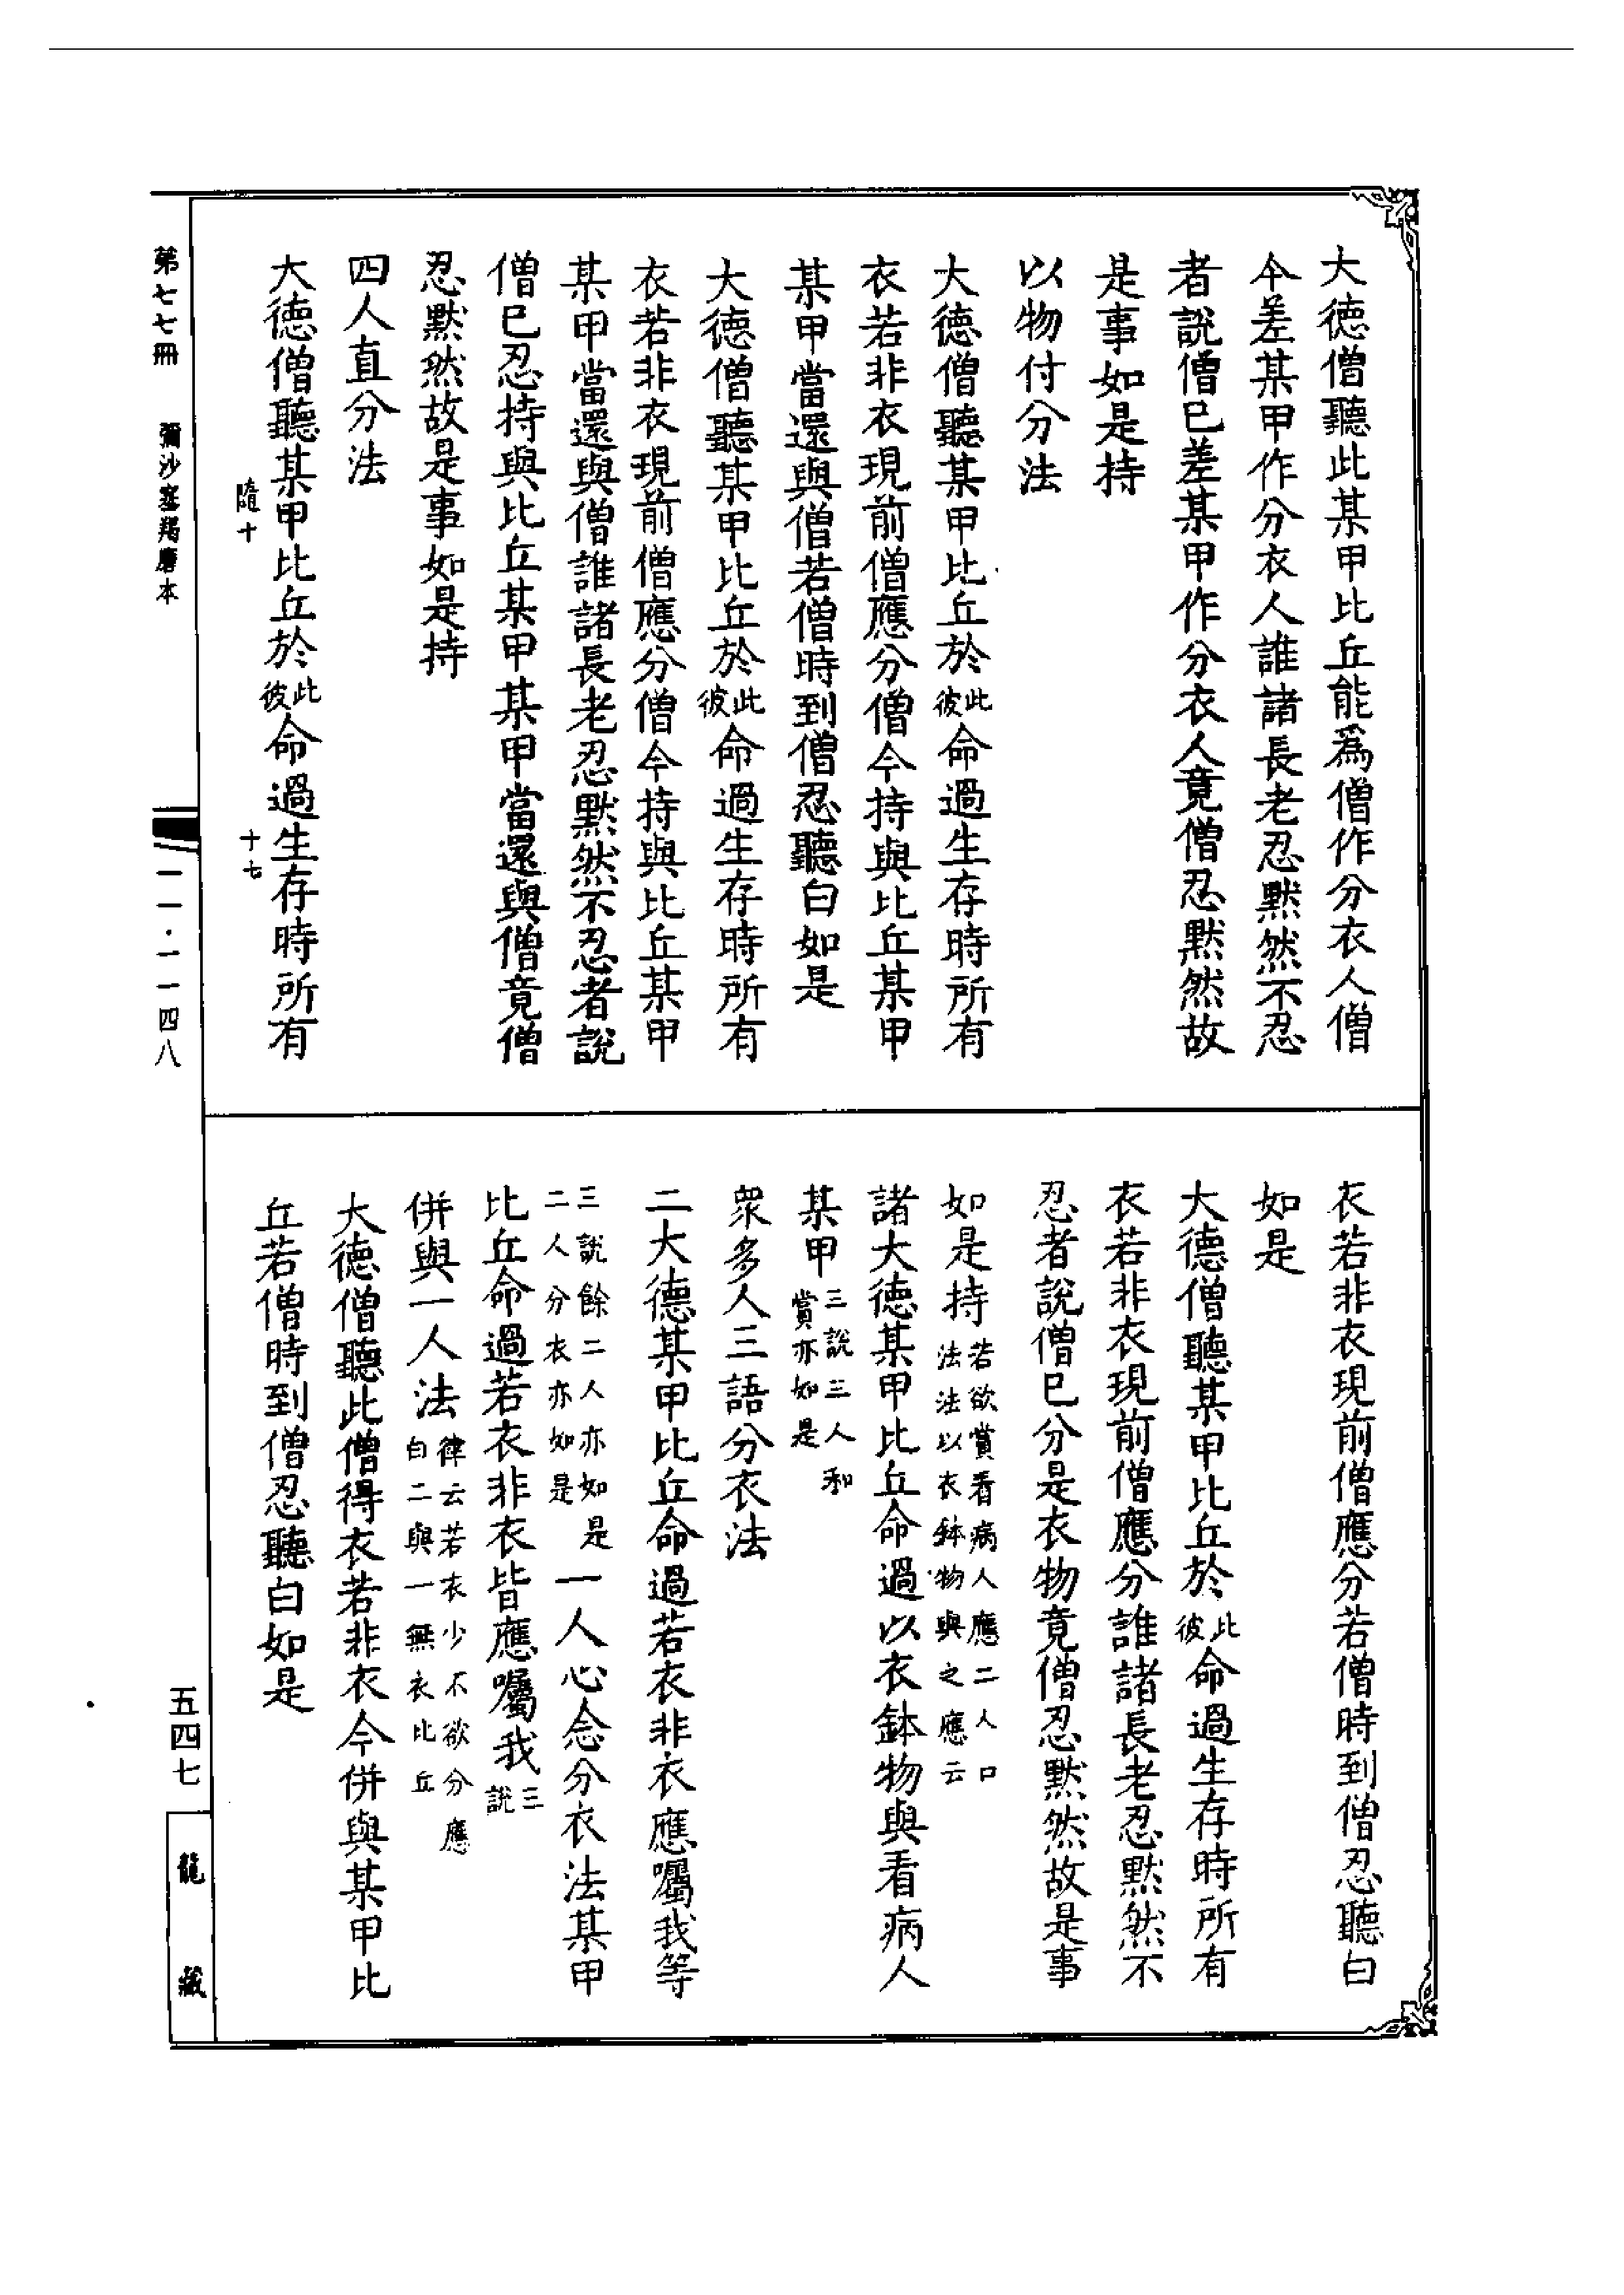 大德僧聽此某甲比丘能為僧作分衣人僧
今差某甲作分衣人誰諸長老忍默然不忍
者說僧已差某甲作分衣人竟僧忍默然故
是事如是持
以物付分法
大德僧聽某甲比丘於此彼命過生存時所有
衣若非衣現前僧應分僧今持與比丘某甲
某甲當還與僧若僧時到僧忍聽白如是
大德僧聽某甲比丘於此彼命過生存時所有
衣若非衣現前僧應分僧今持與比丘某甲
某甲當還與僧誰諸長老忍默然不忍者說
僧已忍持與比丘某甲某甲當還與僧竟僧
忍默然故是事如是持
四人直分法
大德僧聽某甲比丘於此彼命過生存時所有
隨十 十七
第七七冊 彌沙塞羯磨本 一一一·一一四八
衣若非衣現前僧應分若僧時到僧忍聽白
如是
大德僧聽某甲比丘於此彼命過生存時所有
衣若非衣現前僧應分誰諸長老忍默然不
忍者說僧已分是衣物竟僧忍默然故是事
如是持若欲賞看病人應二人口法法以衣鉢物與之應云
諸大德某甲比丘命過以衣鉢物與看病人
某甲三說三人和賞亦如是
眾多人三語分衣法
二大德某甲比丘命過若衣非衣應囑我等
三說餘二人亦如是二人分衣亦如是一人心念分衣法某甲
比丘命過若衣非衣皆應囑我三說
併與一人法律云若衣少不欲分應白二與一無衣比丘
大德僧聽此僧得衣若非衣今併與某甲比
丘若僧時到僧忍聽白如是
五四七 龍藏